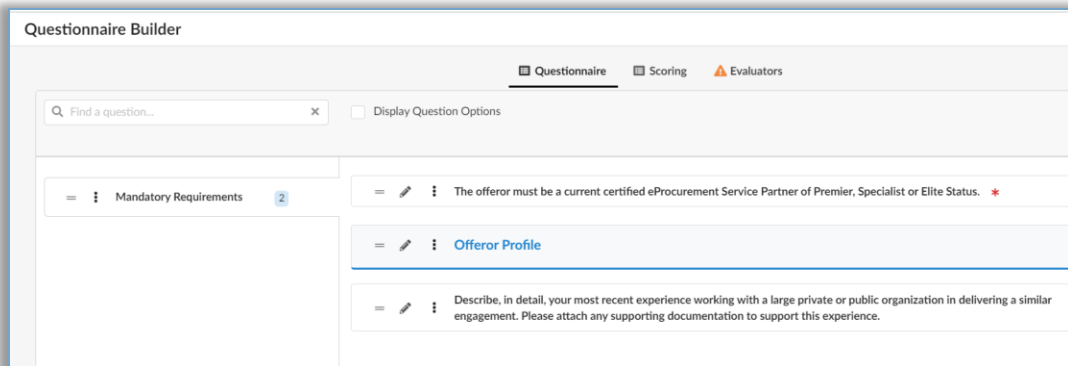 Questionnaire Builder
Questionnaire
Scoring
Evaluators
Find a question...
Display Question Options
Mandatory Requirements
2
The offeror must be a current certified eProcurement Service Partner of Premier, Specialist or Elite Status. *
Offeror Profile
Describe, in detail, your most recent experience working with a large private or public organization in delivering a similar
engagement. Please attach any supporting documentation to support this experience.